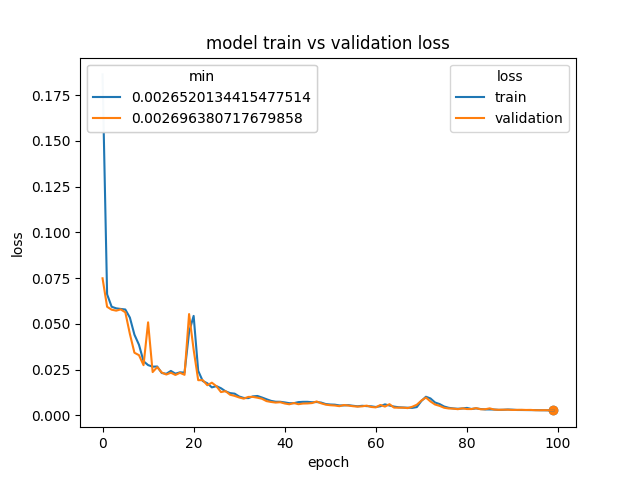 model train vs validation loss
min
0.0026520134415477514
0.002696380717679858
loss
train
validation
0.175
0.150
0.125
0.100
0.075
0.050
0.025
0.000
loss
0 20 40 60 80 100
epoch